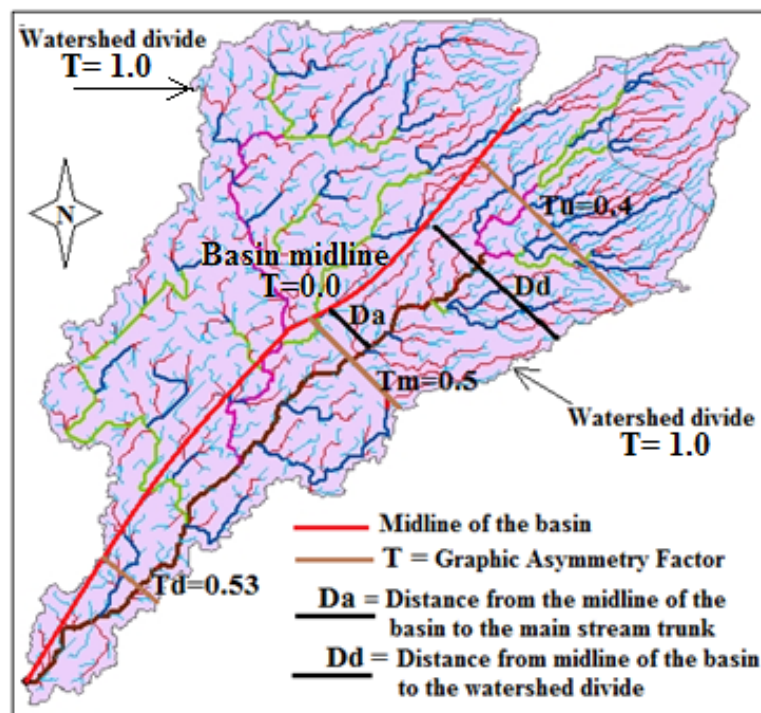 Watershed divide
T= 1.0
N
Tu=0.4
Basin midline
T=0.0
Dd
Da
Tm=0.5
Watershed divide
T= 1.0
Midline of the basin
T = Graphic Asymmetry Factor
Td=0.53
Da = Distance from the midline of the
basin to the main stream trunk
Dd = Distance from midline of the basin
to the watershed divide